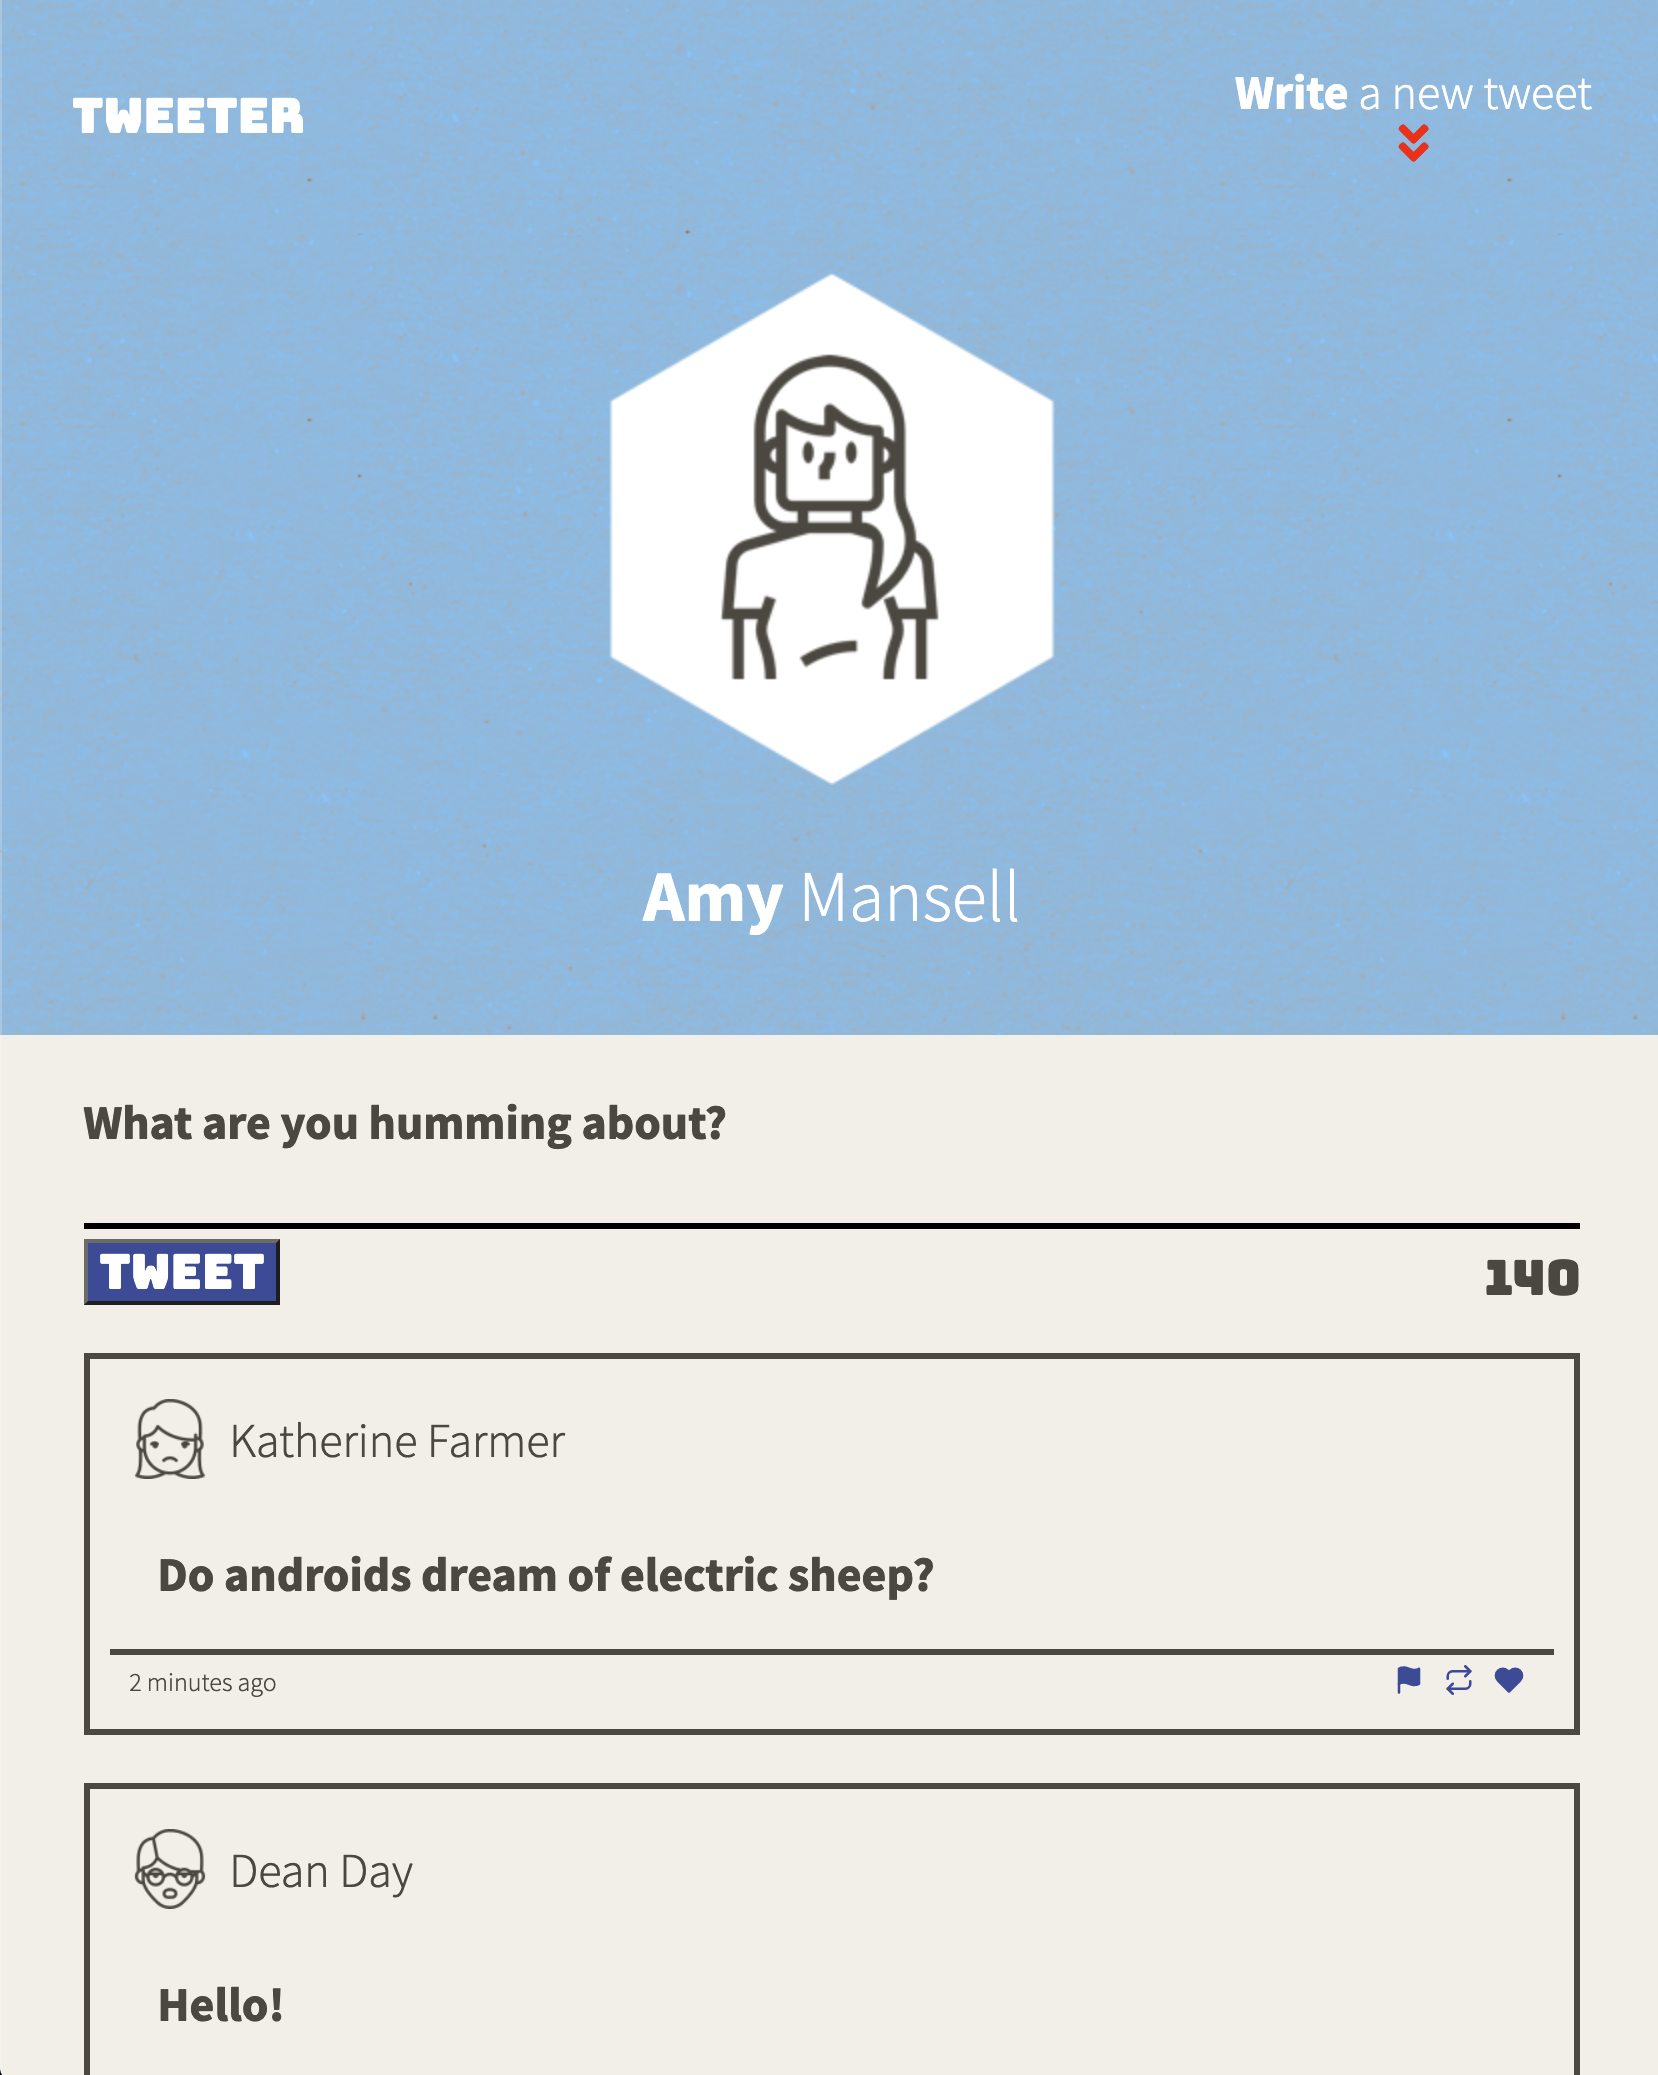 TWEETER
Write a new tweet
Amy Mansell
What are you humming about?
TWEET
140
Katherine Farmer
Do androids dream of electric sheep?
2 minutes ago
Dean Day
Hello!